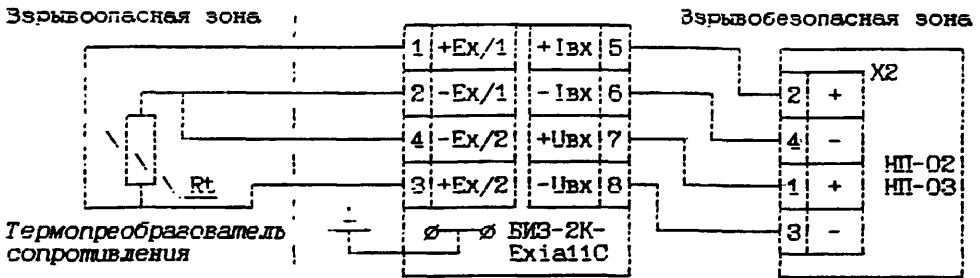 Взрывоопасная зона
Взрывобезопасная зона
1 +Ex/1 +Iвх 5
2 -Ex/1 -Iвх 6
4 -Ex/2 +Uвх 7
3 +Ex/2 -Uвх 8
X2
2 +
4 -
1 +
3 -
НП-02
НП-03
Rt
Термопреобразователь
сопротивления
БИЗ-2К-
Exia11C